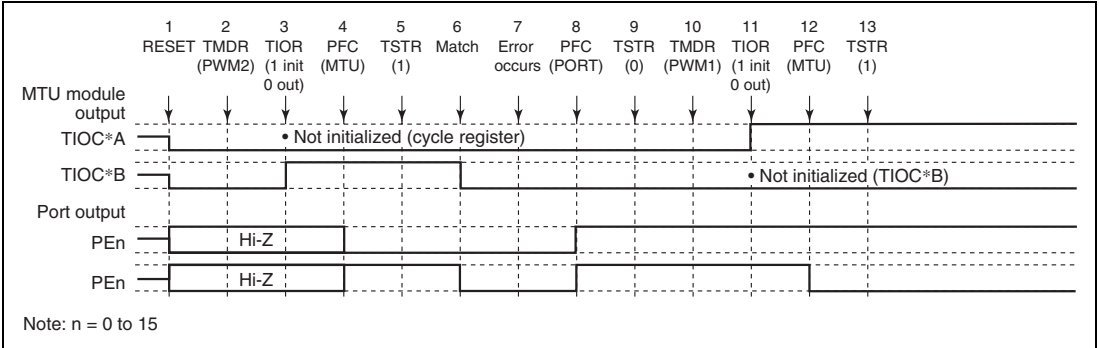 1 2 3 4 5 6 7 8 9 10 11 12 13
RESET TMDR TIOR PFC TSTR Match Error PFC TSTR TMDR TIOR PFC TSTR
(PWM2) (1 init (MTU) (1) occurs (PORT) (0) (PWM1) (1 init (MTU) (1)
0 out) 0 out)
MTU module
output
TIOC*A • Not initialized (cycle register)
TIOC*B • Not initialized (TIOC*B)
Port output
PEn Hi-Z
PEn Hi-Z
Note: n = 0 to 15